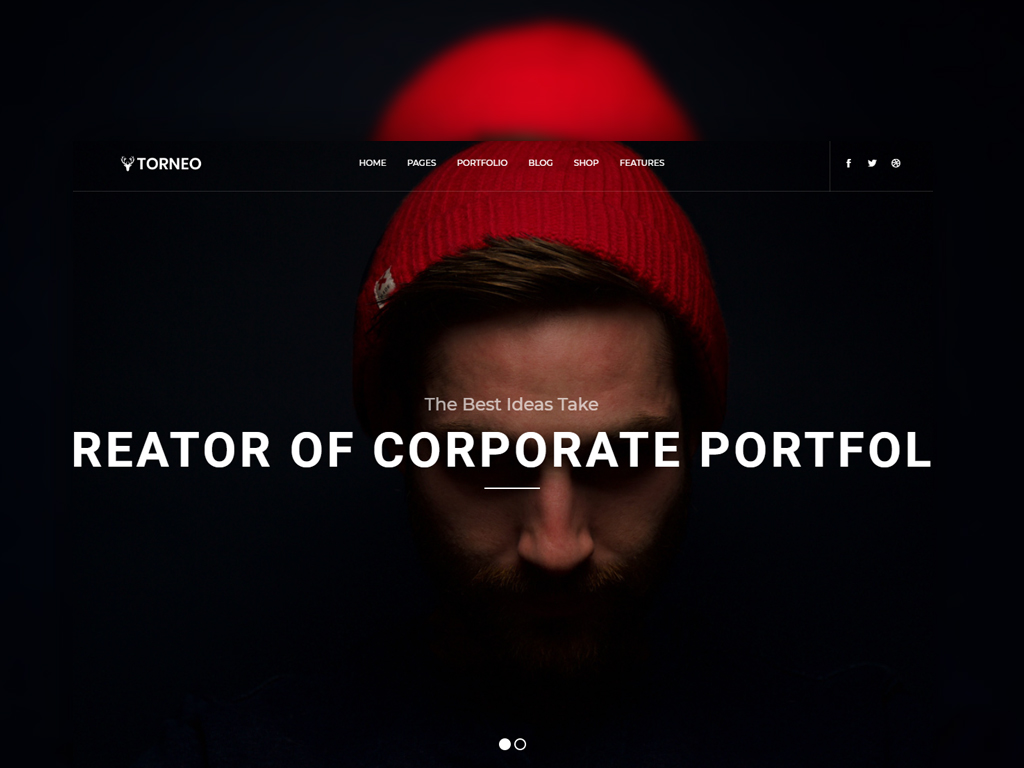 TORNEO
HOME PAGES PORTFOLIO BLOG SHOP FEATURES
The Best Ideas Take
REATOR OF CORPORATE PORTFOL